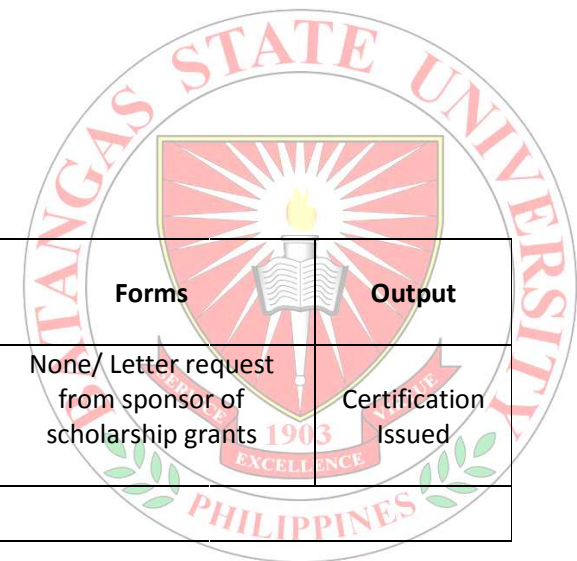 BATANGAS STATE UNIVERSITY
Forms
Output
None/ Letter request
from sponsor of
scholarship grants
Certification
Issued
SERVICE
VIRTUE
1903
EXCELLENCE
PHILIPPINES